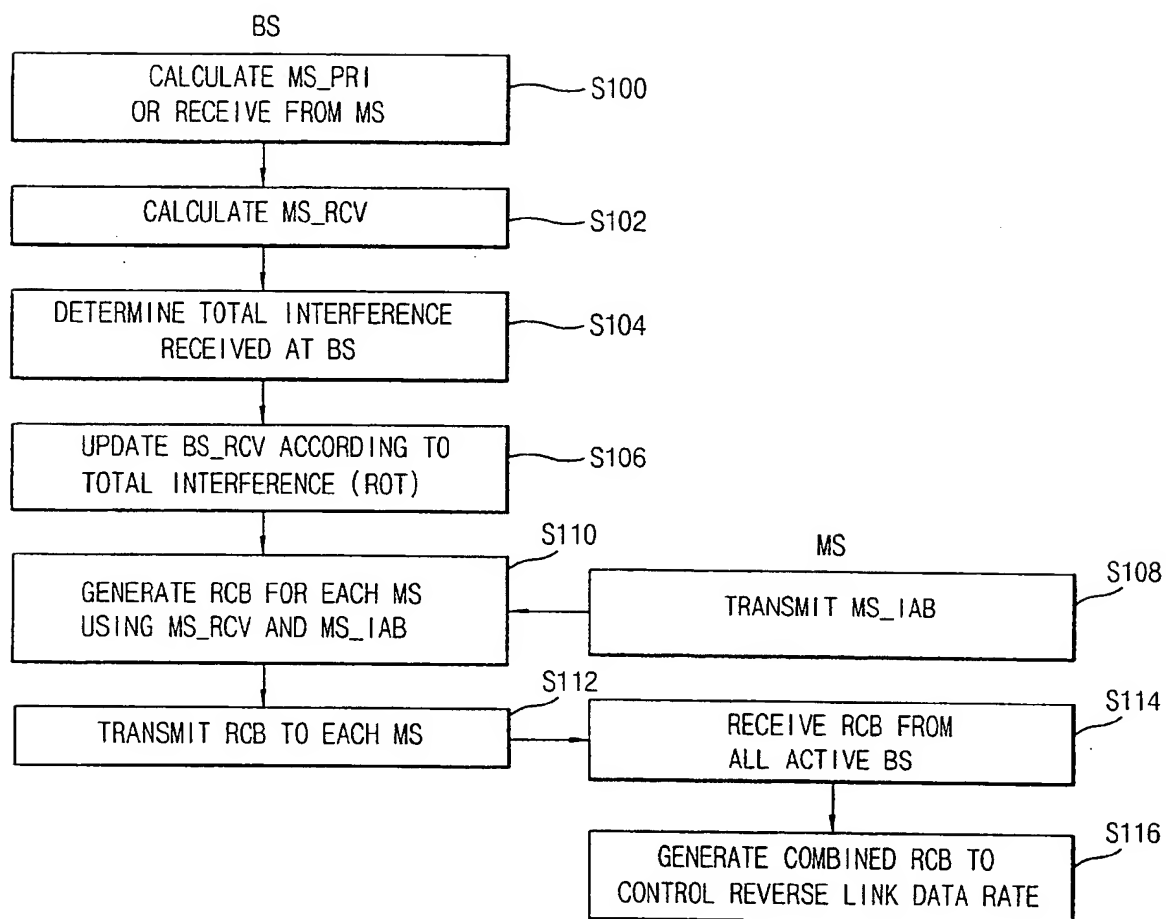 BS
CALCULATE MS_PRI
OR RECEIVE FROM MS
S100
CALCULATE MS_RCV
S102
DETERMINE TOTAL INTERFERENCE
RECEIVED AT BS
S104
UPDATE BS_RCV ACCORDING TO
TOTAL INTERFERENCE (ROT)
S106
S110
GENERATE RCB FOR EACH MS
USING MS_RCV AND MS_IAB
MS
S108
TRANSMIT MS_IAB
S112
TRANSMIT RCB TO EACH MS
S114
RECEIVE RCB FROM
ALL ACTIVE BS
S116
GENERATE COMBINED RCB TO
CONTROL REVERSE LINK DATA RATE